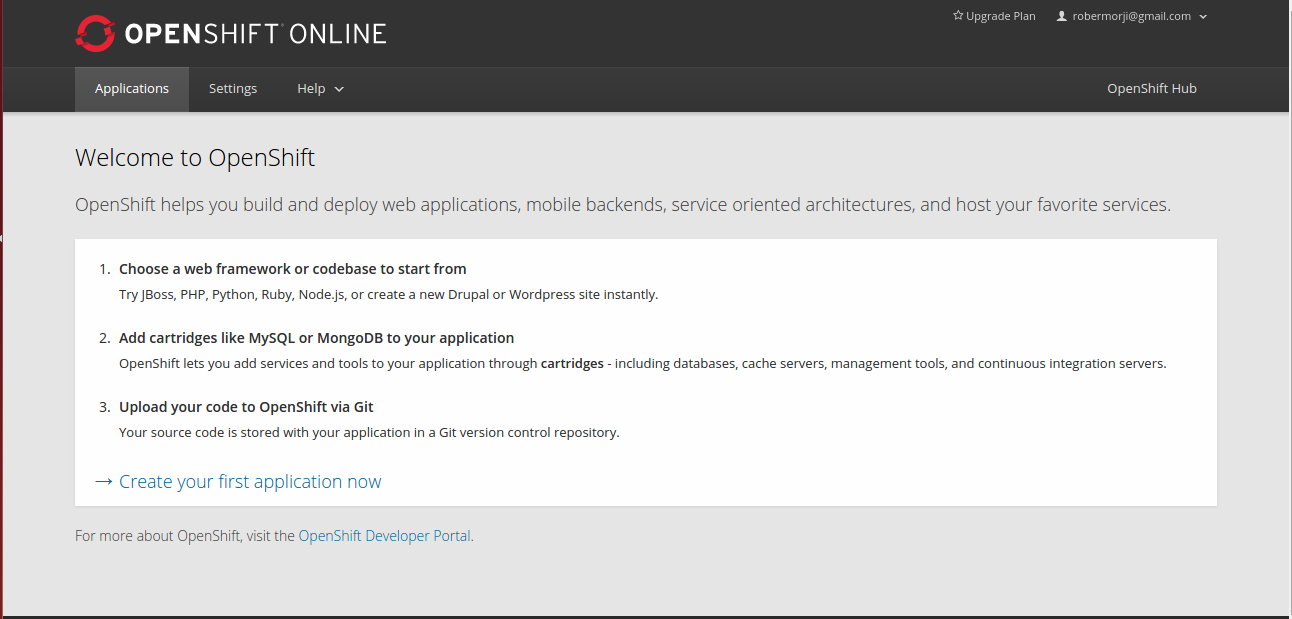 OPENSHIFT ONLINE
Upgrade Plan
robermorji@gmail.com
Applications
Settings
Help
OpenShift Hub
Welcome to OpenShift
OpenShift helps you build and deploy web applications, mobile backends, service oriented architectures, and host your favorite services.
1. Choose a web framework or codebase to start from
Try JBoss, PHP, Python, Ruby, Node.js, or create a new Drupal or Wordpress site instantly.
2. Add cartridges like MySQL or MongoDB to your application
OpenShift lets you add services and tools to your application through cartridges - including databases, cache servers, management tools, and continuous integration servers.
3. Upload your code to OpenShift via Git
Your source code is stored with your application in a Git version control repository.
→ Create your first application now
For more about OpenShift, visit the OpenShift Developer Portal.